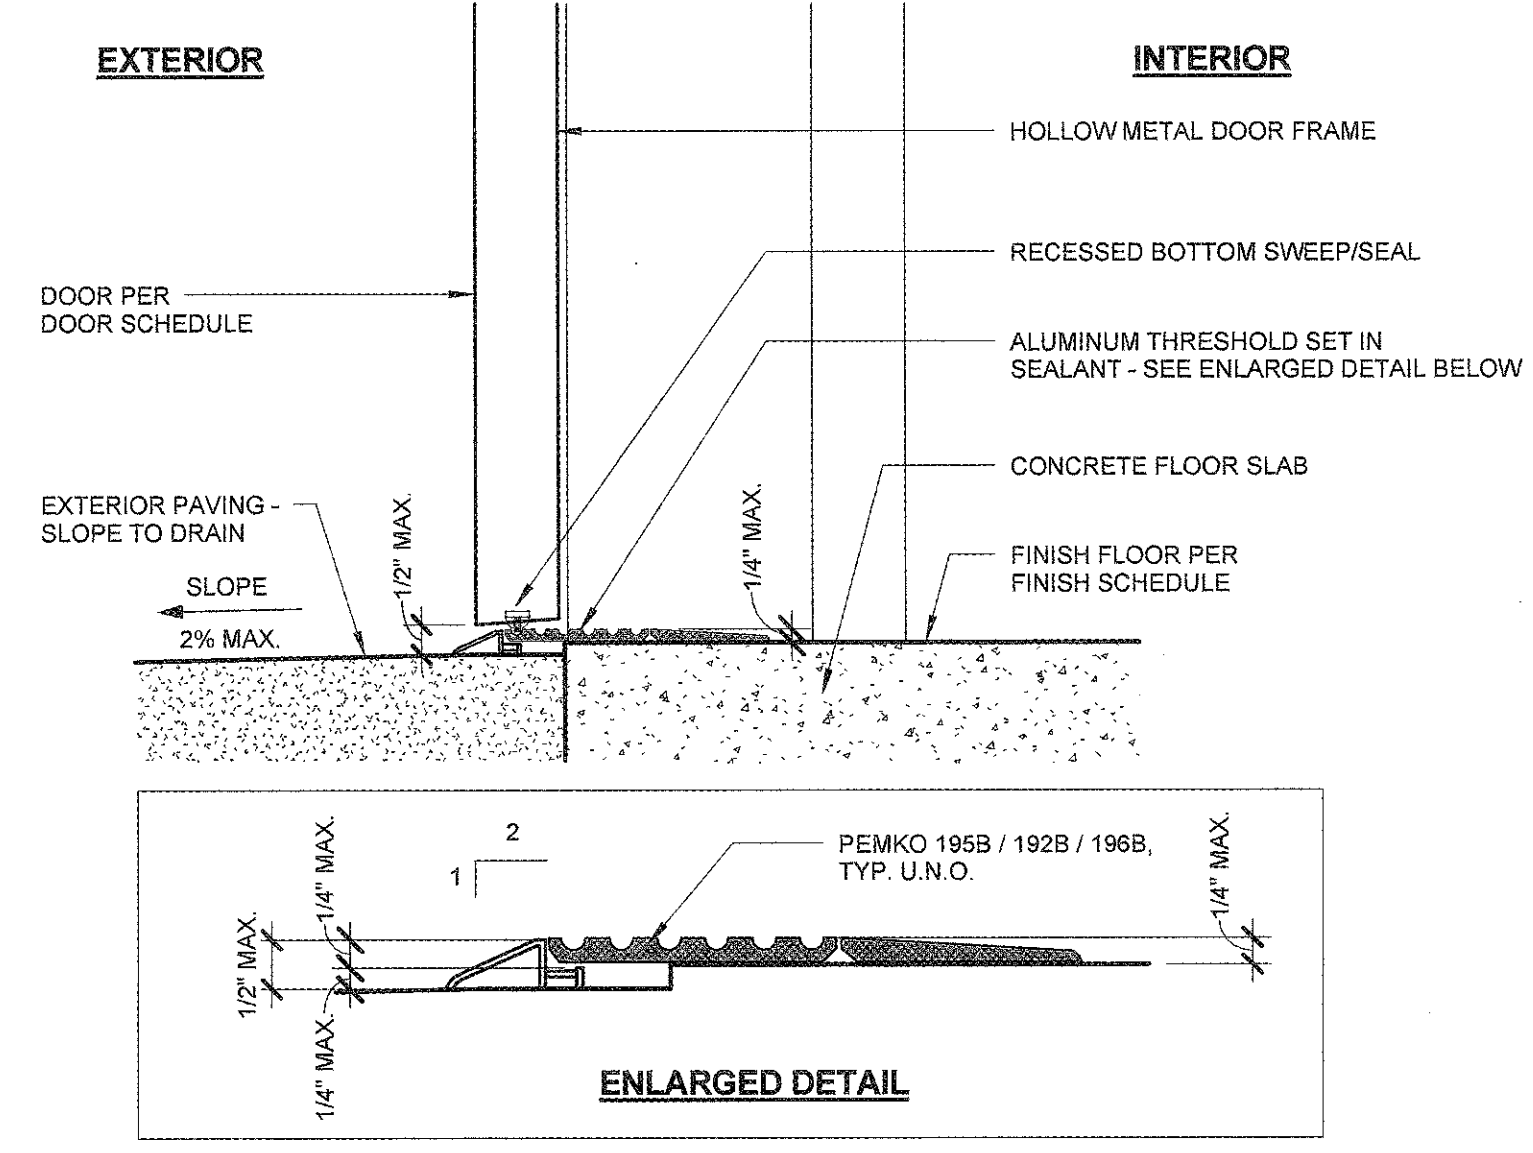 EXTERIOR
INTERIOR
HOLLOW METAL DOOR FRAME
RECESSED BOTTOM SWEEP/SEAL
DOOR PER
DOOR SCHEDULE
ALUMINUM THRESHOLD SET IN
SEALANT - SEE ENLARGED DETAIL BELOW
CONCRETE FLOOR SLAB
EXTERIOR PAVING -
SLOPE TO DRAIN
1/2" MAX.
1/4" MAX.
FINISH FLOOR PER
FINISH SCHEDULE
SLOPE
2% MAX.
2
1
PEMKO 195B / 192B / 196B,
TYP. U.N.O.
1/4" MAX.
1/4" MAX.
1/2" MAX.
1/4" MAX.
ENLARGED DETAIL